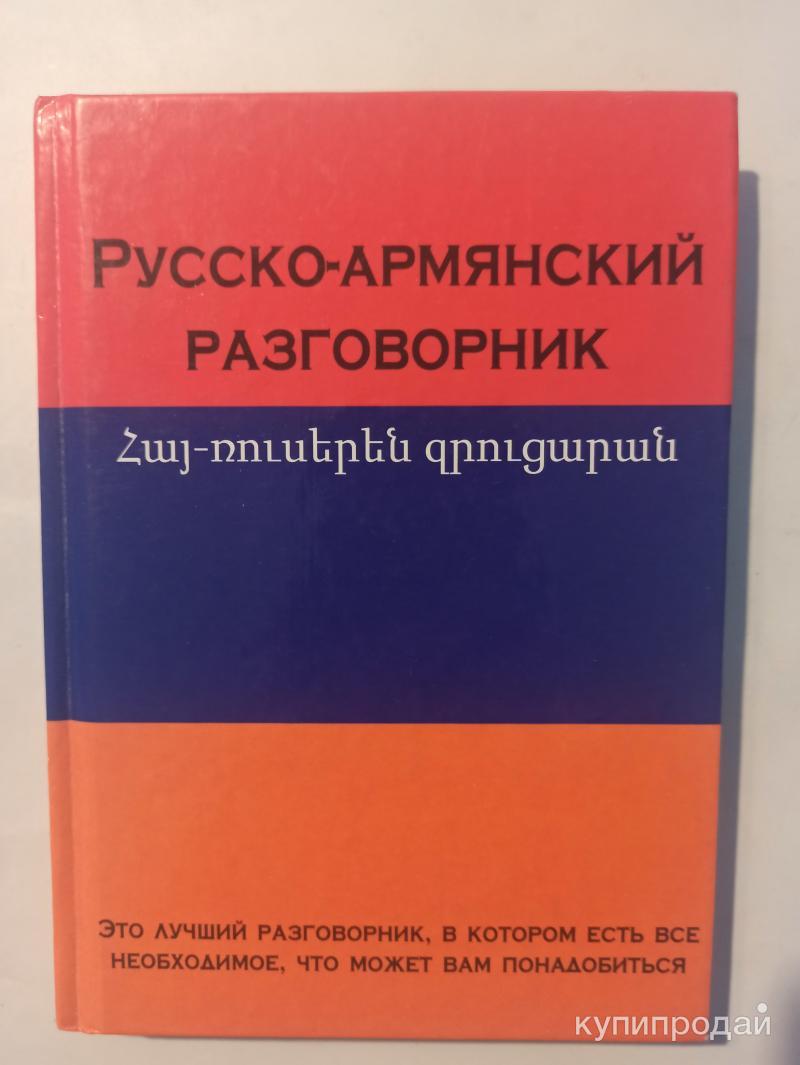 Русско-армянский
разговорник
Հայ-ռուսերեն զրուցարան
Это лучший разговорник, в котором есть все
необходимое, что может вам понадобиться
купипродай